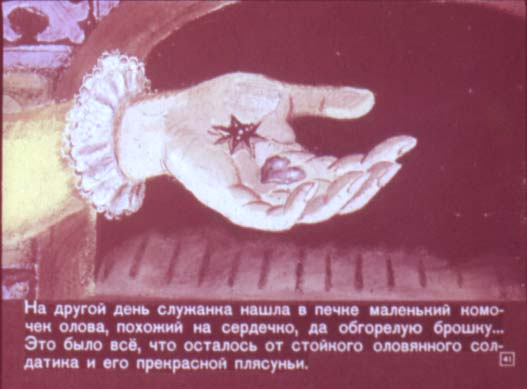 На другой день служанка нашла в печке маленький комо-
чек олова, похожий на сердечко, да обгорелую брошку...
Это было всё, что осталось от стойкого оловянного сол-
датика и его прекрасной плясуньи.
41